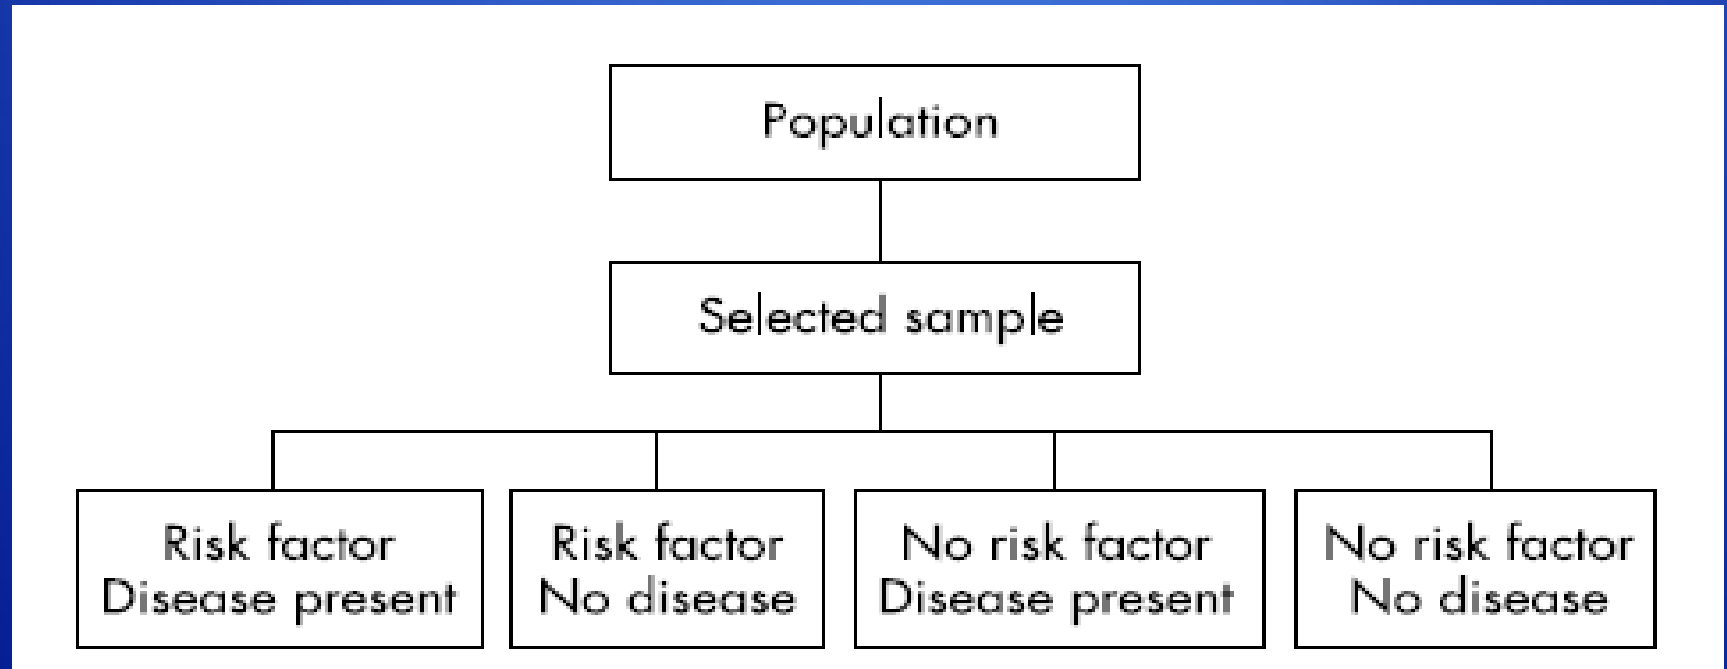 Population
Selected sample
Risk factor
Disease present
Risk factor
No disease
No risk factor
Disease present
No risk factor
No disease